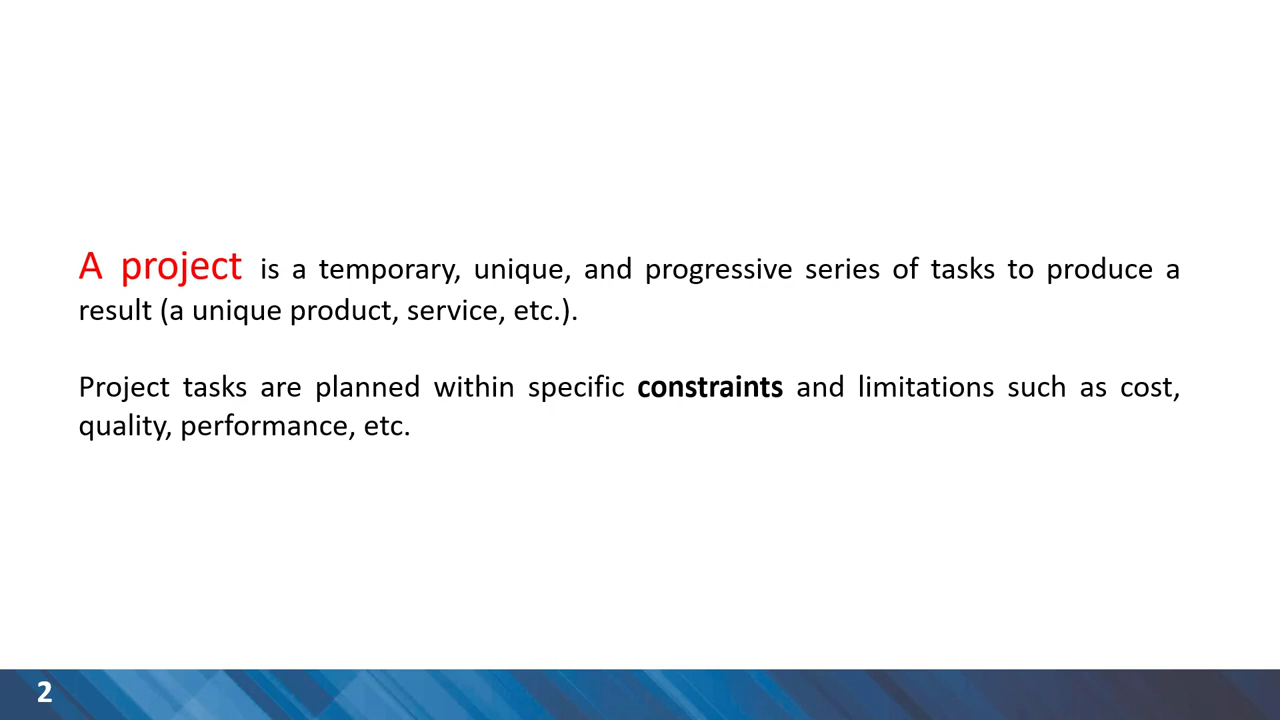 A project is a temporary, unique, and progressive series of tasks to produce a
result (a unique product, service, etc.).
Project tasks are planned within specific constraints and limitations such as cost,
quality, performance, etc.
2